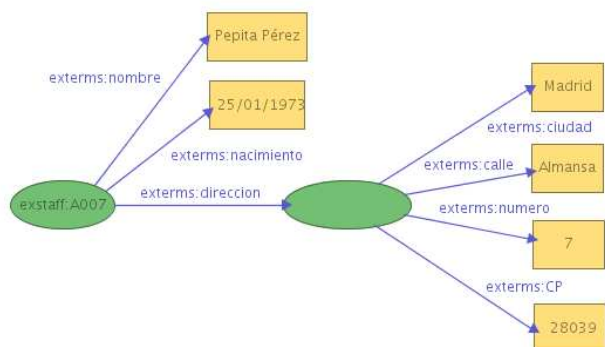 Pepita Pérez
exterms:nombre
25/01/1973
exterms:nacimiento
exstaff:A007
exterms:direccion
Madrid
exterms:ciudad
exterms:calle
Almansa
exterms:numero
7
exterms:CP
28039